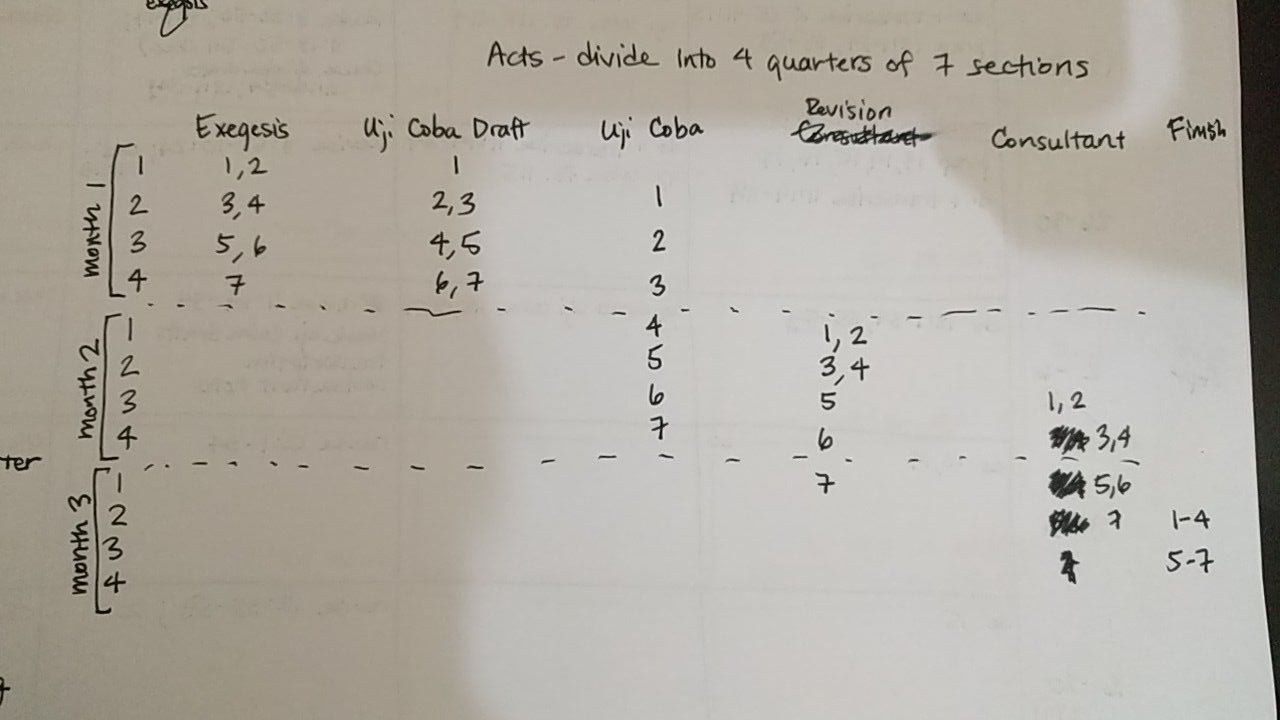 exegesis
Acts - divide into 4 quarters of 7 sections
Exegesis Uji Coba Draft Uji Coba Revision Consultant Finish
month 1
1 1,2 1
2 3,4 2,3 1
3 5,6 4,5 2
4 7 6,7 3
month 2
1 4 1,2
2 5 3,4
3 6 5 1,2
4 7 6 3,4
ter
month 3
1 7 5,6
2 7 1-4
3 5-7
4